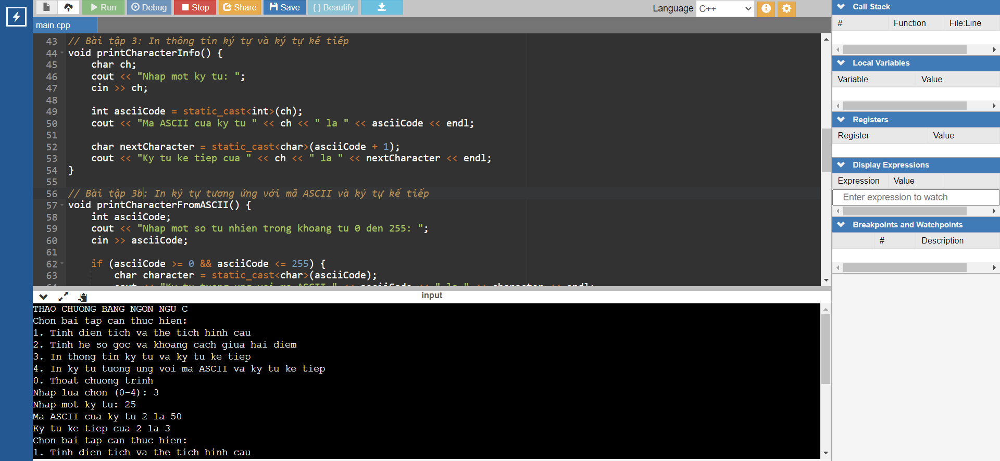 Run Debug Stop Share Save { } Beautify Language C++
main.cpp
43 // Bài tập 3: In thông tin ký tự và ký tự kế tiếp
44 void printCharacterInfo() {
45 char ch;
46 cout << "Nhap mot ky tu: ";
47 cin >> ch;
48
49 int asciiCode = static_cast<int>(ch);
50 cout << "Ma ASCII cua ky tu " << ch << " la " << asciiCode << endl;
51
52 char nextCharacter = static_cast<char>(asciiCode + 1);
53 cout << "Ky tu ke tiep cua " << ch << " la " << nextCharacter << endl;
54 }
55
56 // Bài tập 3b: In ký tự tương ứng với mã ASCII và ký tự kế tiếp
57 void printCharacterFromASCII() {
58 int asciiCode;
59 cout << "Nhap mot so tu nhien trong khoang tu 0 den 255: ";
60 cin >> asciiCode;
61
62 if (asciiCode >= 0 && asciiCode <= 255) {
63 char character = static_cast<char>(asciiCode);
64 cout << "Ky tu tuong ung voi ma ASCII " << asciiCode << " la " << character << endl;
input
THAO CHUONG BANG NGON NGU C
Chon bai tap can thuc hien:
1. Tinh dien tich va the tich hinh cau
2. Tinh he so goc va khoang cach giua hai diem
3. In thong tin ky tu va ky tu ke tiep
4. In ky tu tuong ung voi ma ASCII va ky tu ke tiep
0. Thoat chuong trinh
Nhap lua chon (0-4): 3
Nhap mot ky tu: 25
Ma ASCII cua ky tu 2 la 50
Ky tu ke tiep cua 2 la 3
Chon bai tap can thuc hien:
1. Tinh dien tich va the tich hinh cau
Call Stack
# Function File:Line
Local Variables
Variable Value
Registers
Register Value
Display Expressions
Expression Value
Enter expression to watch
Breakpoints and Watchpoints
# Description